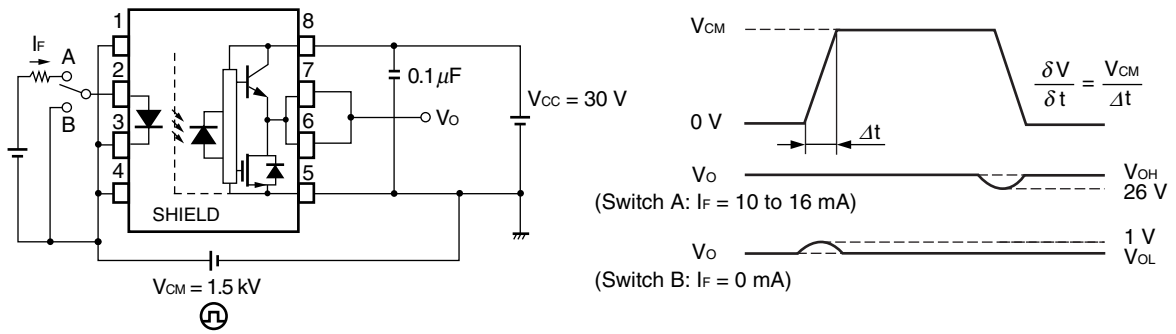 1
2
3
4
8
7
6
5
IF
A
B
SHIELD
0.1 μF
VCC = 30 V
VO
VCM = 1.5 kV
VCM
0 V
Δt
δV/δt = VCM/Δt
VO
(Switch A: IF = 10 to 16 mA)
VOH
26 V
VO
(Switch B: IF = 0 mA)
1 V
VOL